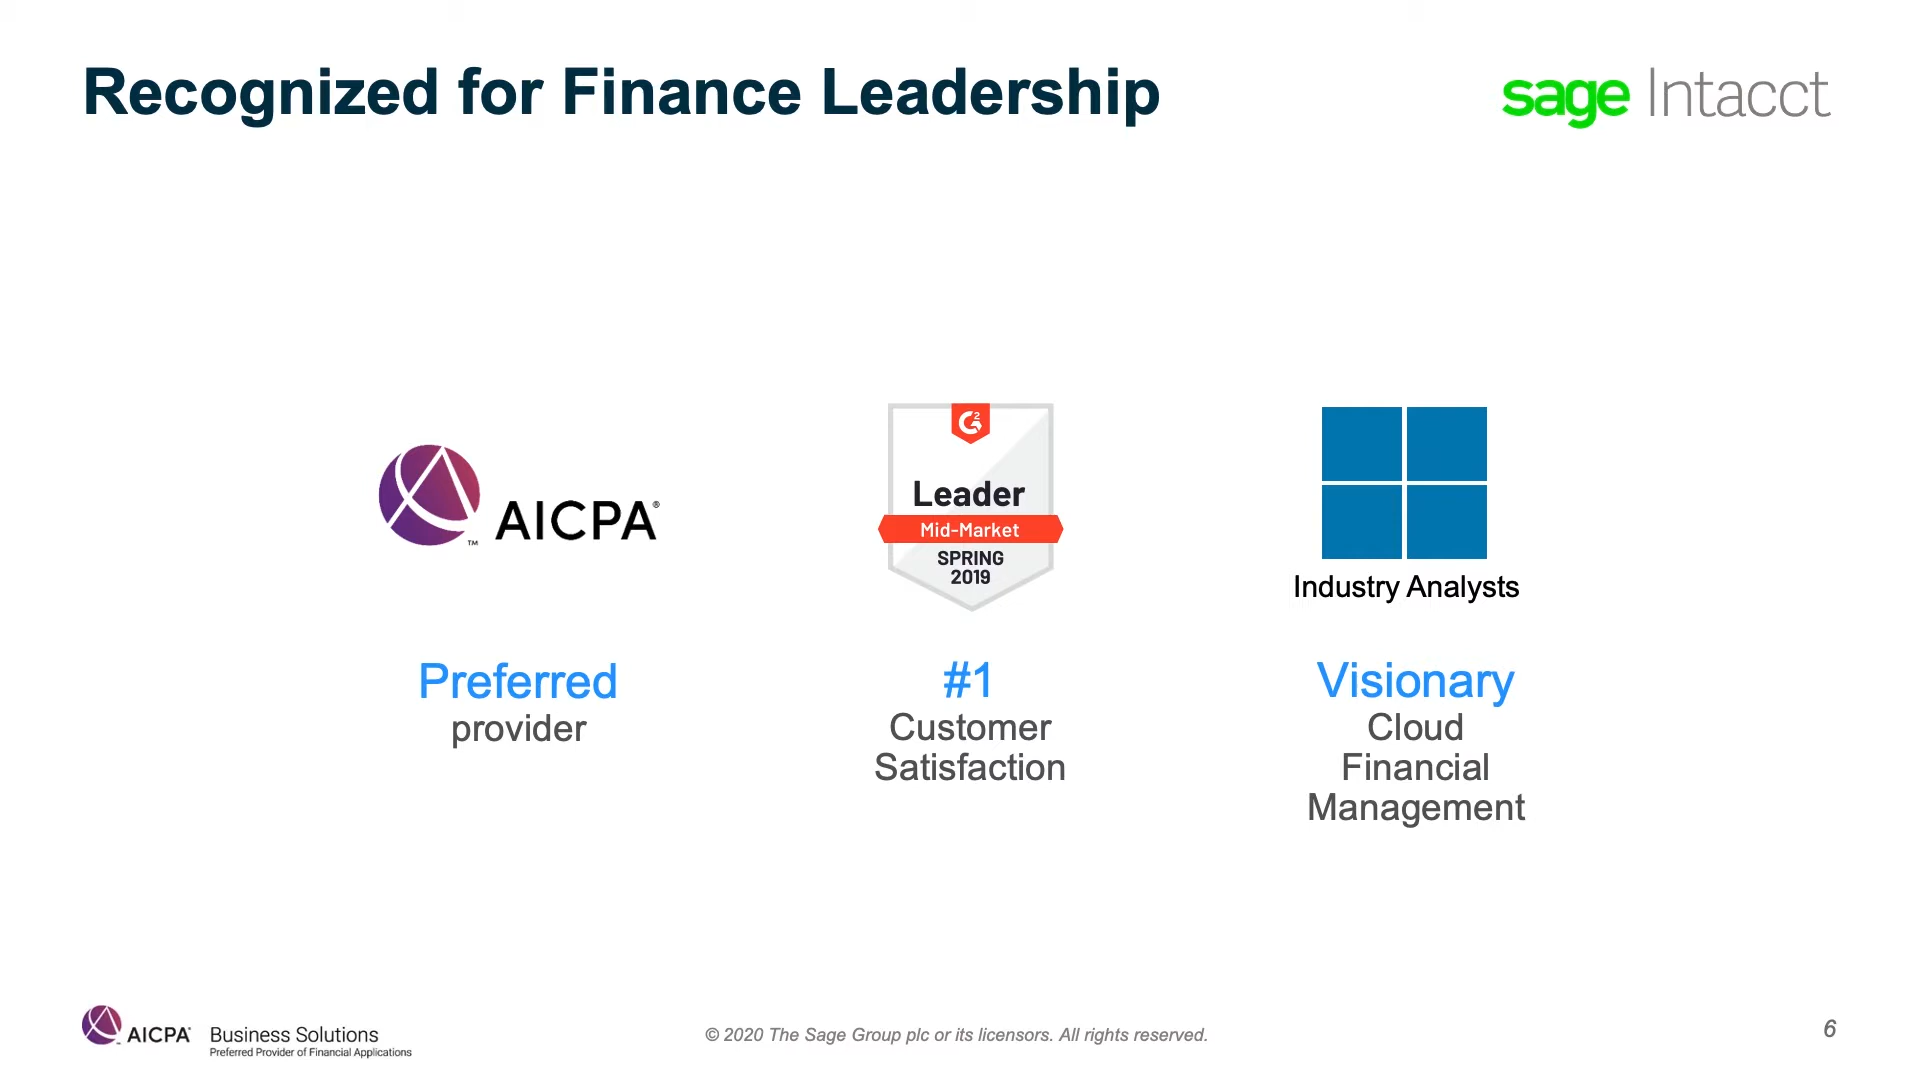 Recognized for Finance Leadership
sage Intacct
AICPA®
™
G2
Leader
Mid-Market
SPRING
2019
Industry Analysts
Preferred
provider
#1
Customer
Satisfaction
Visionary
Cloud
Financial
Management
AICPA® Business Solutions
Preferred Provider of Financial Applications
© 2020 The Sage Group plc or its licensors. All rights reserved.
6